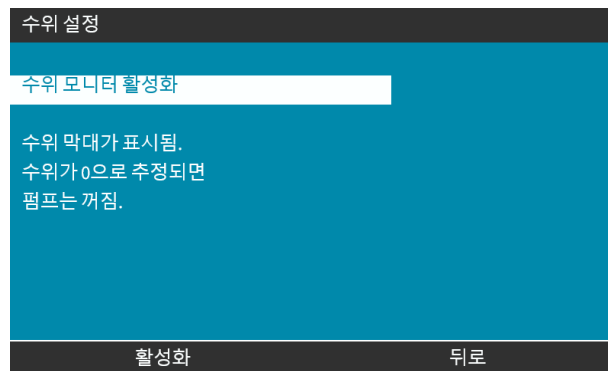 수위 설정
수위 모니터 활성화
수위 막대가 표시됨.
수위가 0으로 추정되면
펌프는 꺼짐.
활성화
뒤로